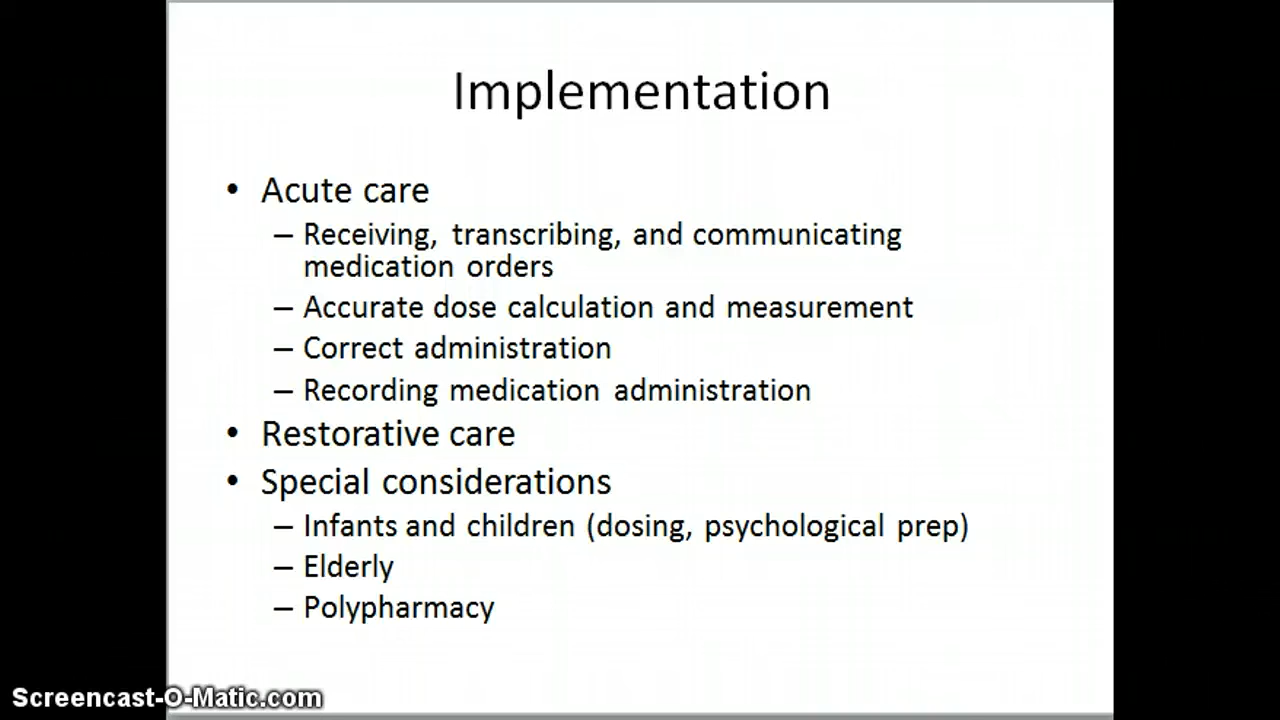 Implementation
• Acute care
– Receiving, transcribing, and communicating
medication orders
– Accurate dose calculation and measurement
– Correct administration
– Recording medication administration
• Restorative care
• Special considerations
– Infants and children (dosing, psychological prep)
– Elderly
– Polypharmacy
Screencast-O-Matic.com